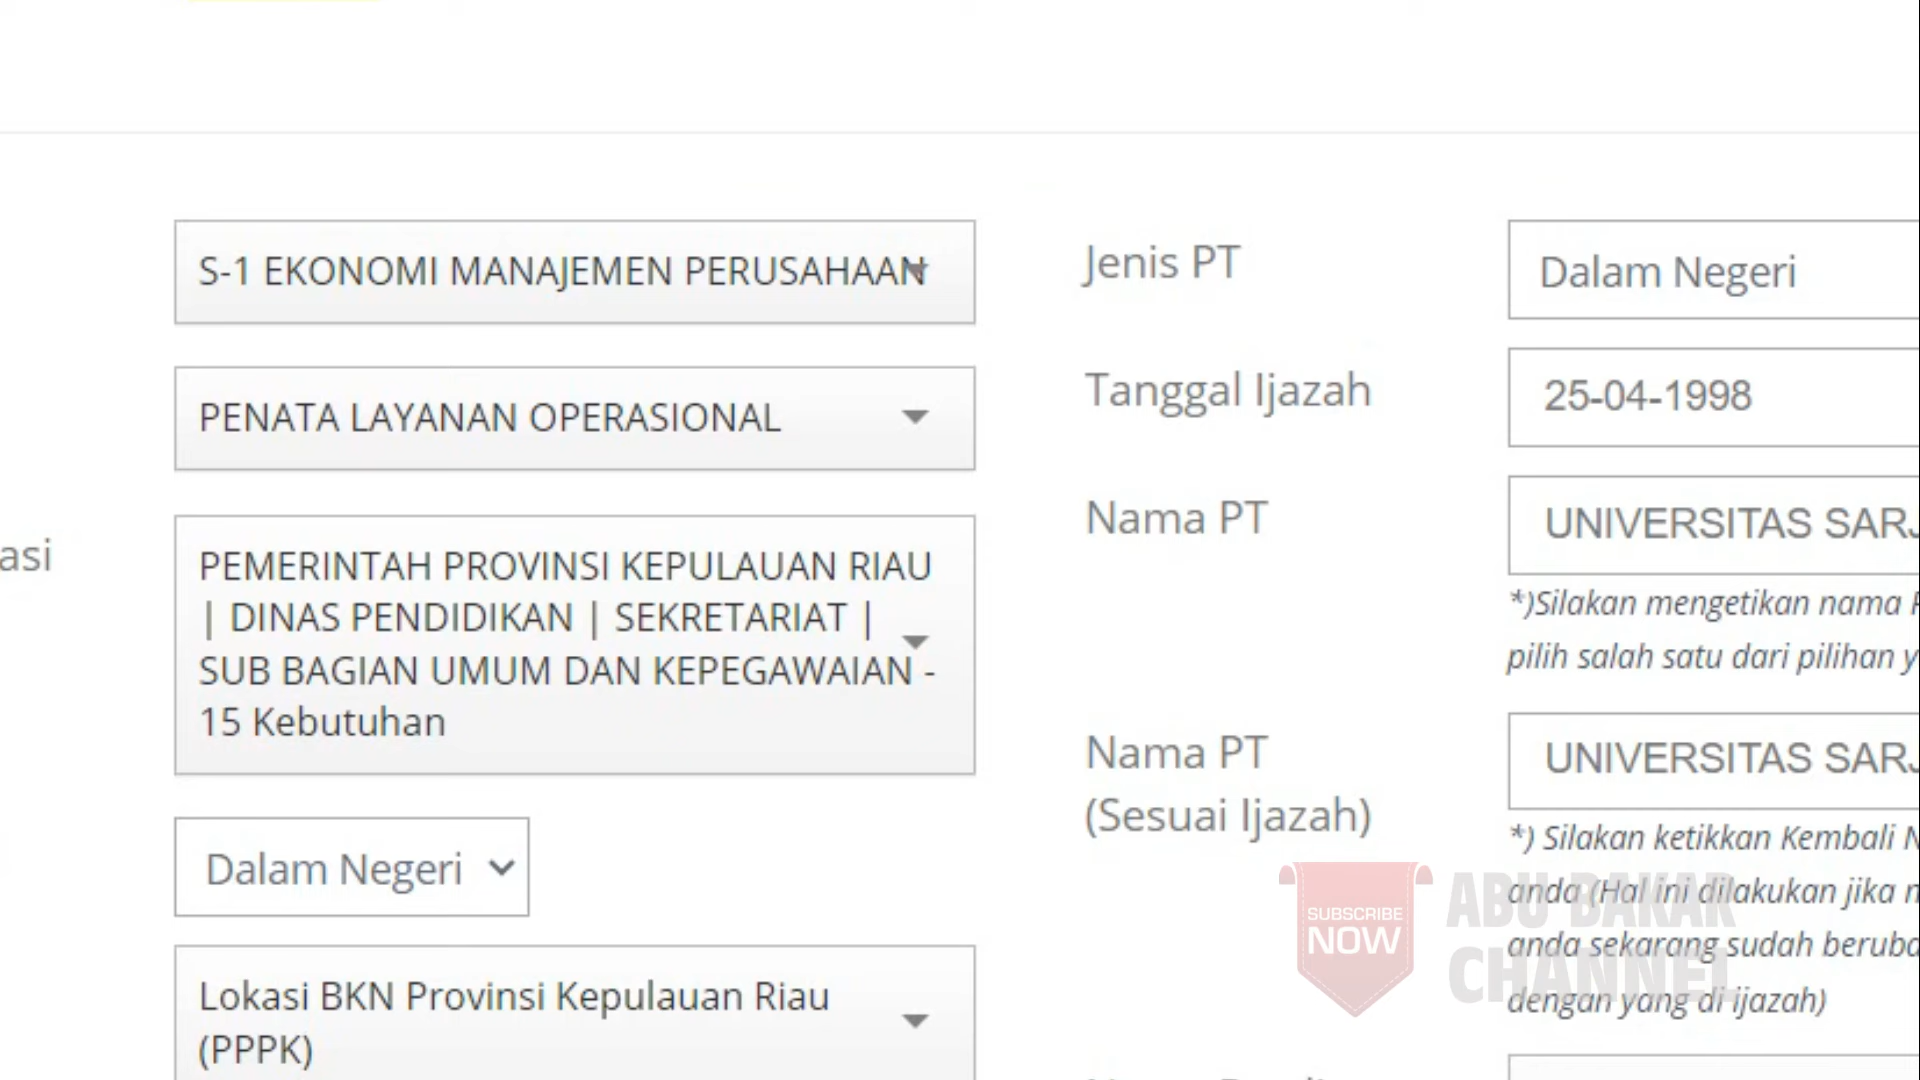 S-1 EKONOMI MANAJEMEN PERUSAHAAN
PENATA LAYANAN OPERASIONAL
asi
PEMERINTAH PROVINSI KEPULAUAN RIAU
| DINAS PENDIDIKAN | SEKRETARIAT |
SUB BAGIAN UMUM DAN KEPEGAWAIAN -
15 Kebutuhan
Dalam Negeri
Lokasi BKN Provinsi Kepulauan Riau
(PPPK)
Jenis PT
Dalam Negeri
Tanggal Ijazah
25-04-1998
Nama PT
UNIVERSITAS SARJ
*)Silakan mengetikan nama
pilih salah satu dari pilihan y
Nama PT
(Sesuai Ijazah)
UNIVERSITAS SARJ
*) Silakan ketikkan Kembali N
anda (Hal ini dilakukan jika n
anda sekarang sudah beruba
dengan yang di ijazah)
SUBSCRIBE
NOW
ABU BAKAR
CHANNEL